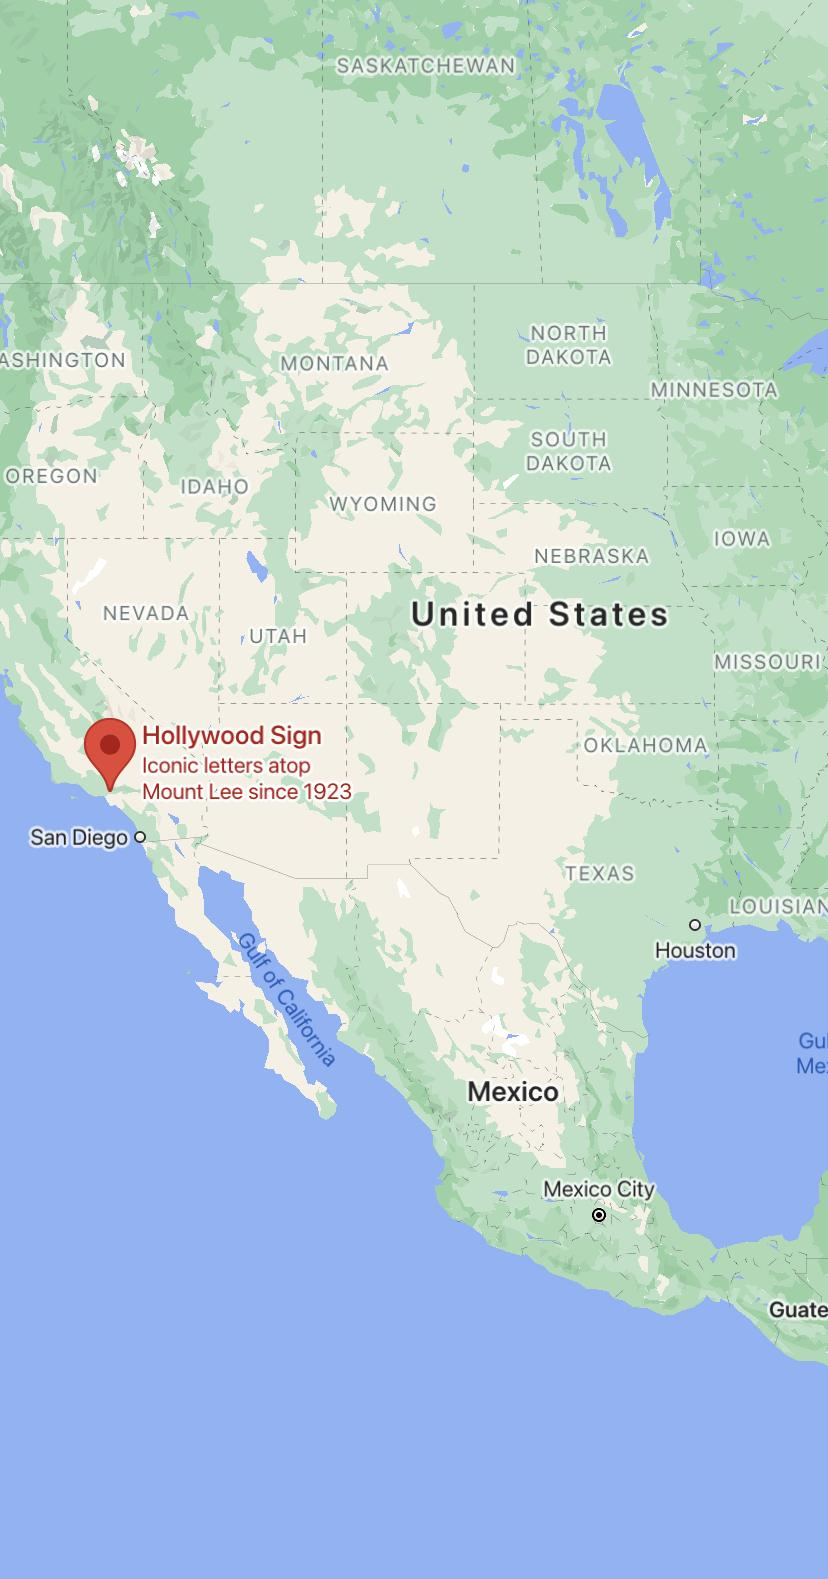 SASKATCHEWAN
NORTH
DAKOTA
ASHINGTON
MONTANA
MINNESOTA
SOUTH
DAKOTA
OREGON
IDAHO
WYOMING
IOWA
NEBRASKA
NEVADA
United States
UTAH
MISSOURI
Hollywood Sign
Iconic letters atop
Mount Lee since 1923
OKLAHOMA
San Diego
TEXAS
LOUISIAN
Houston
Gulf of California
Gul
Mex
Mexico
Mexico City
Guate